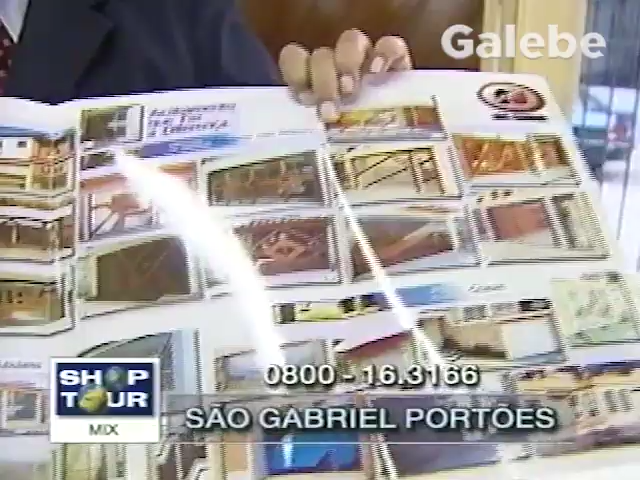 Galebe
0800 - 16.3166
SHOP
TOUR
MIX
SÃO GABRIEL PORTÕES